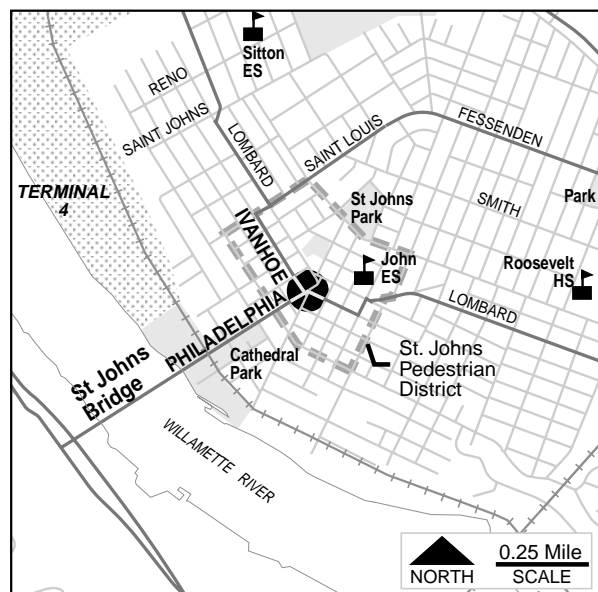 Sitton
ES
RENO
SAINT JOHNS
LOMBARD
SAINT LOUIS
FESSENDEN
TERMINAL
4
St Johns
Park
SMITH
Park
IVANHOE
John
ES
Roosevelt
HS
LOMBARD
PHILADELPHIA
St Johns
Bridge
Cathedral
Park
St. Johns
Pedestrian
District
WILLAMETTE RIVER
0.25 Mile
NORTH
SCALE